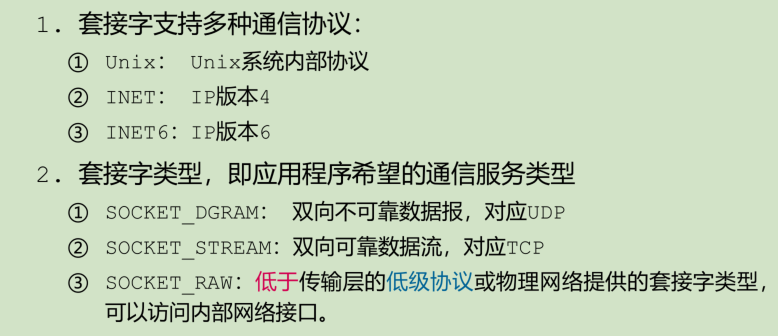 1. 套接字支持多种通信协议：
① Unix： Unix系统内部协议
② INET： IP版本4
③ INET6：IP版本6
2. 套接字类型，即应用程序希望的通信服务类型
① SOCKET_DGRAM： 双向不可靠数据报，对应UDP
② SOCKET_STREAM：双向可靠数据流，对应TCP
③ SOCKET_RAW：低于传输层的低级协议或物理网络提供的套接字类型，
可以访问内部网络接口。